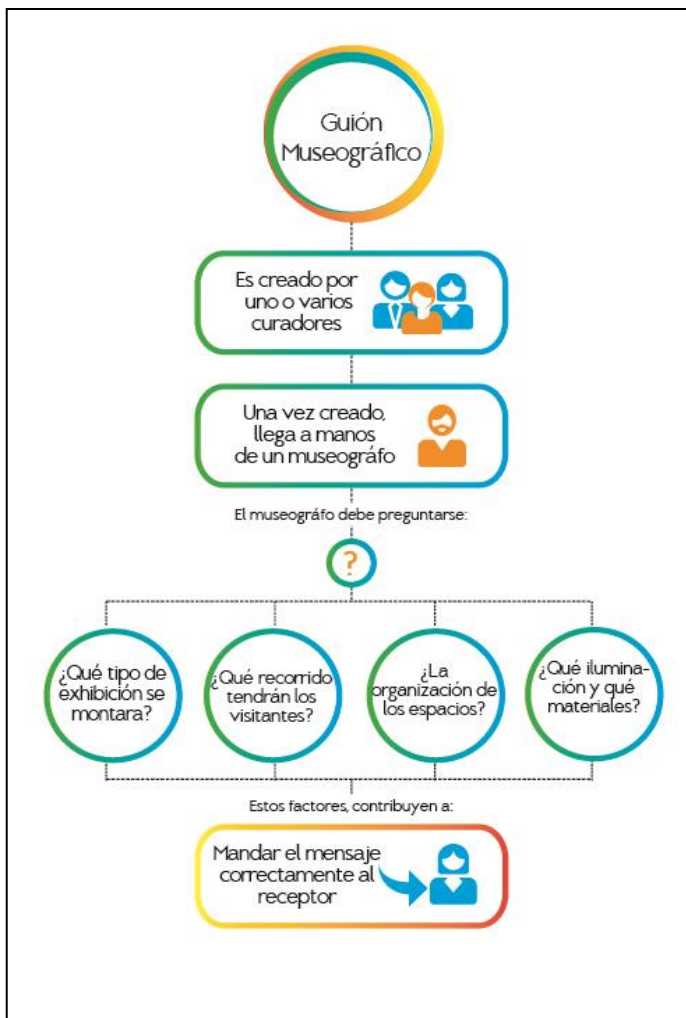 Guión
Museográfico
Es creado por
uno o varios
curadores
Una vez creado,
llega a manos
de un museográfo
El museográfo debe preguntarse:
?
¿Qué tipo de
exhibición se
montara?
¿Qué recorrido
tendrán los
visitantes?
¿La
organización de
los espacios?
¿Qué ilumina-
ción y qué
materiales?
Estos factores, contribuyen a:
Mandar el mensaje
correctamente al
receptor